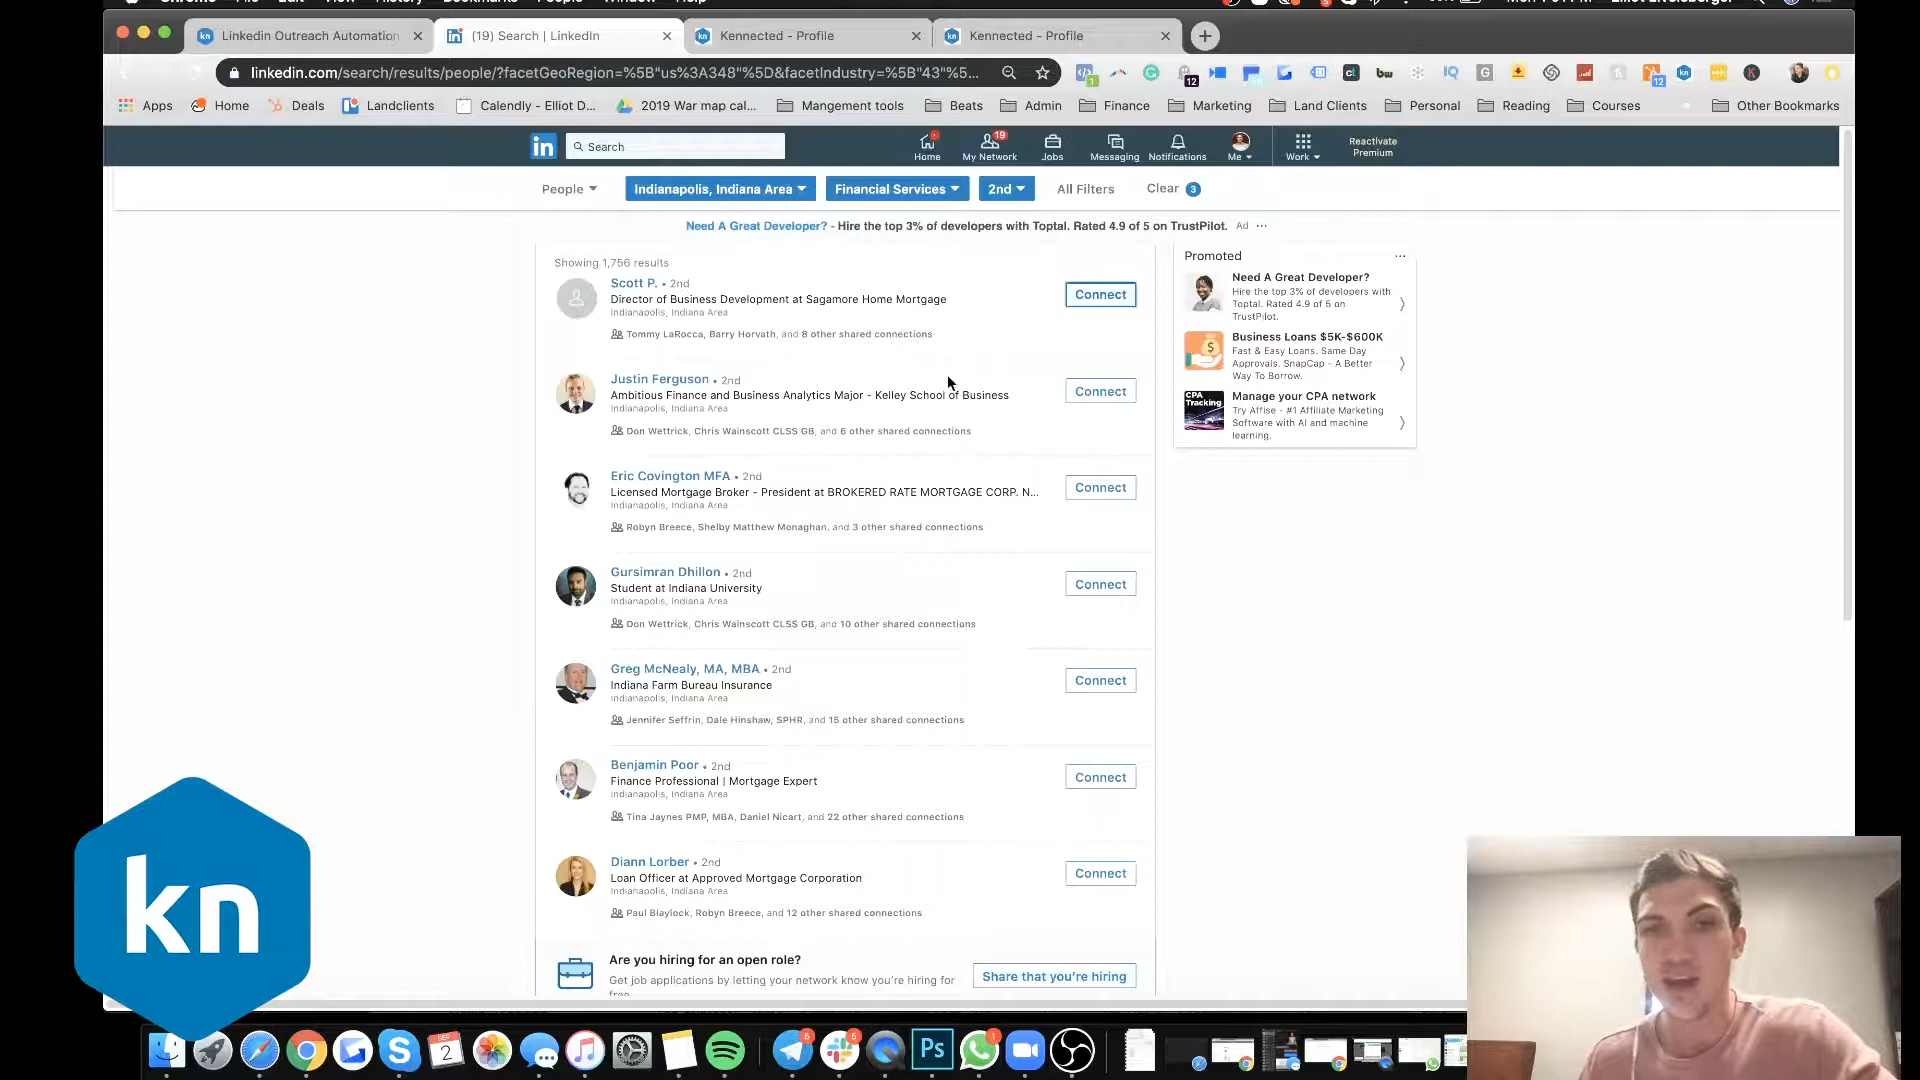 Linkedin Outreach Automation
(19) Search | LinkedIn
Kennected - Profile
Kennected - Profile
linkedin.com/search/results/people/?facetGeoRegion=%5B"us%3A348"%5D&facetIndustry=%5B"43"%5...
Apps
Home
Deals
Landclients
Calendly - Elliot D...
2019 War map cal...
Mangement tools
Beats
Admin
Finance
Marketing
Land Clients
Personal
Reading
Courses
Other Bookmarks
in
Search
Home
19
My Network
Jobs
Messaging
Notifications
Me
Work
Reactivate
Premium
People
Indianapolis, Indiana Area
Financial Services
2nd
All Filters
Clear 3
Need A Great Developer? - Hire the top 3% of developers with Toptal. Rated 4.9 of 5 on TrustPilot. Ad ...
Showing 1,756 results
Scott P. • 2nd
Director of Business Development at Sagamore Home Mortgage
Indianapolis, Indiana Area
Tommy LaRocca, Barry Horvath, and 8 other shared connections
Connect
Justin Ferguson • 2nd
Ambitious Finance and Business Analytics Major - Kelley School of Business
Indianapolis, Indiana Area
Don Wettrick, Chris Wainscott CLSS GB, and 6 other shared connections
Connect
Eric Covington MFA • 2nd
Licensed Mortgage Broker - President at BROKERED RATE MORTGAGE CORP. N...
Indianapolis, Indiana Area
Robyn Breece, Shelby Matthew Monaghan, and 3 other shared connections
Connect
Gursimran Dhillon • 2nd
Student at Indiana University
Indianapolis, Indiana Area
Don Wettrick, Chris Wainscott CLSS GB, and 10 other shared connections
Connect
Greg McNealy, MA, MBA • 2nd
Indiana Farm Bureau Insurance
Indianapolis, Indiana Area
Jennifer Seffrin, Dale Hinshaw, SPHR, and 15 other shared connections
Connect
Benjamin Poor • 2nd
Finance Professional | Mortgage Expert
Indianapolis, Indiana Area
Tina Jaynes PMP, MBA, Daniel Nicart, and 22 other shared connections
Connect
Diann Lorber • 2nd
Loan Officer at Approved Mortgage Corporation
Indianapolis, Indiana Area
Paul Blaylock, Robyn Breece, and 12 other shared connections
Connect
Are you hiring for an open role?
Get job applications by letting your network know you're hiring for
free
Share that you're hiring
Promoted
...
Need A Great Developer?
Hire the top 3% of developers with
Toptal. Rated 4.9 of 5 on
TrustPilot.
Business Loans $5K-$600K
Fast & Easy Loans. Same Day
Approvals. SnapCap - A Better
Way To Borrow.
CPA
Tracking
Manage your CPA network
Try Affise - #1 Affiliate Marketing
Software with AI and machine
learning.
kn
SEP
2
Ps